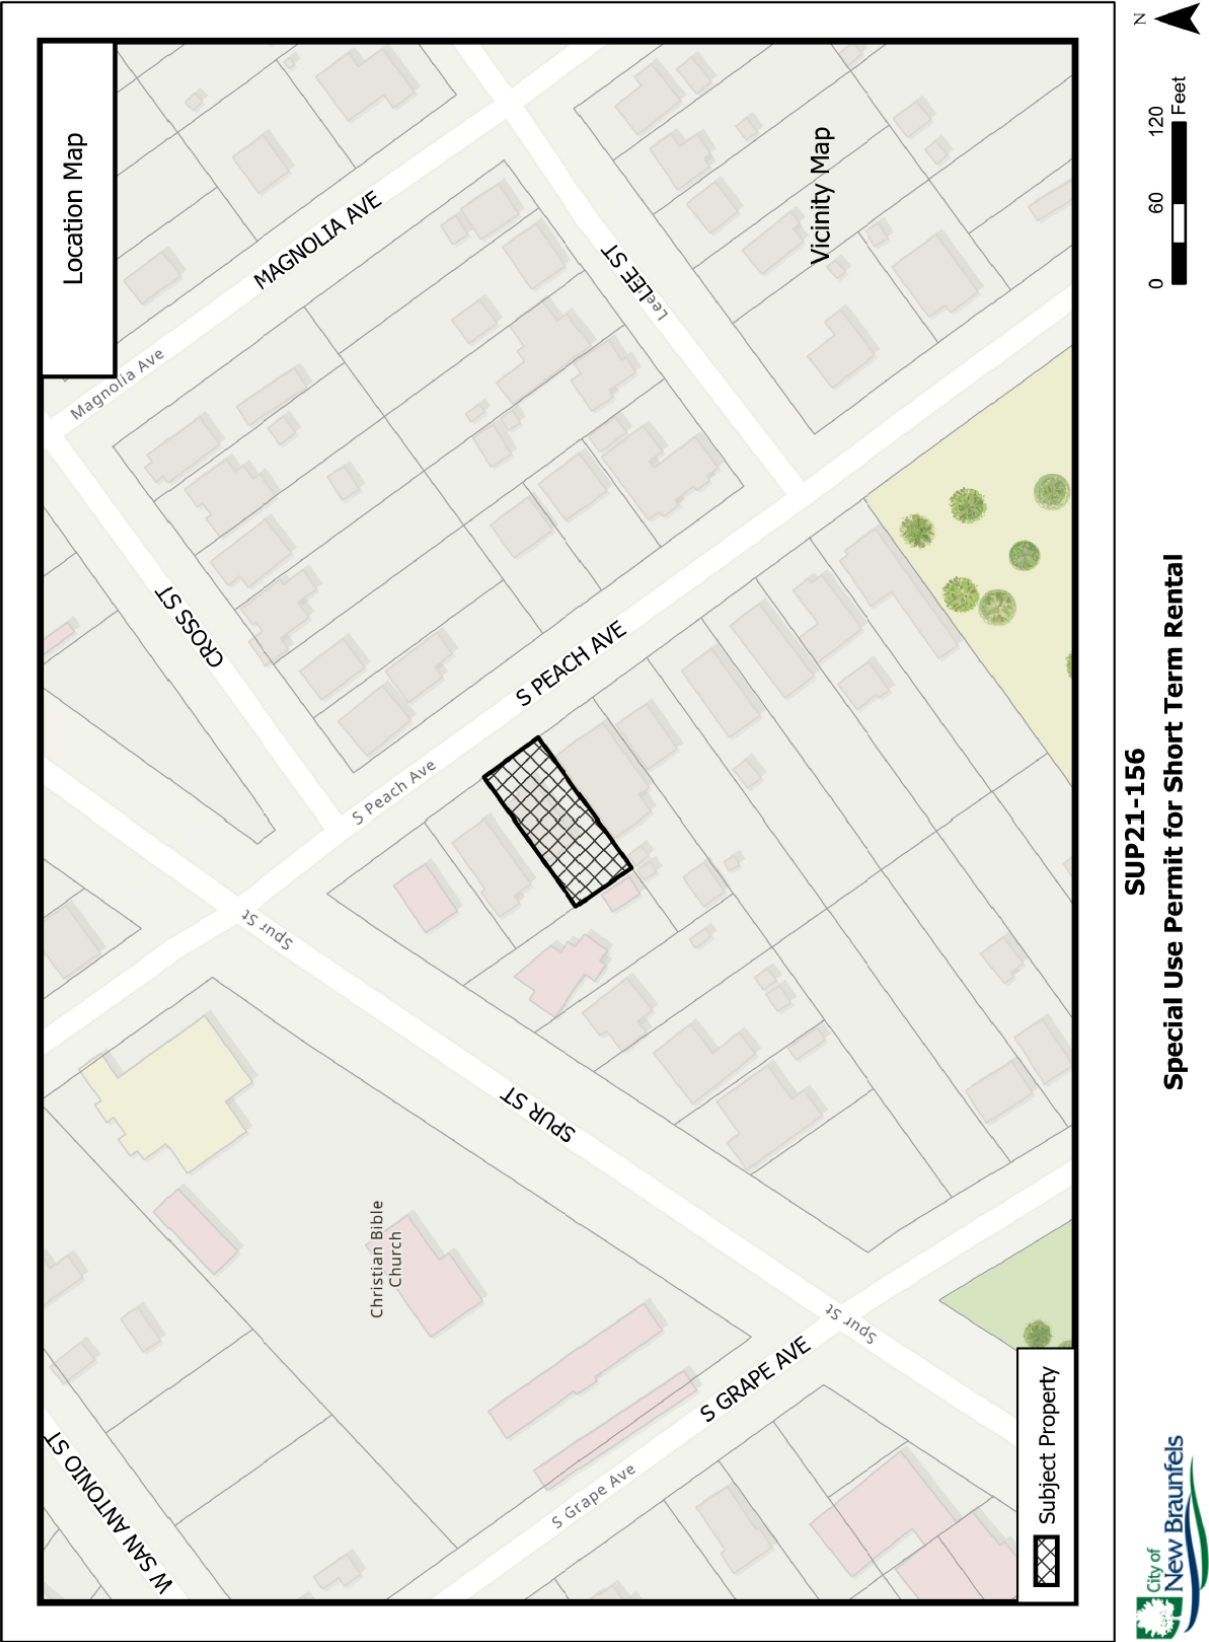 Location Map
Magnolia Ave
MAGNOLIA AVE
LEE ST
Lee
Vicinity Map
CROSS ST
S PEACH AVE
S Peach Ave
Spur St
SPUR ST
Christian Bible
Church
Spur St
S GRAPE AVE
S Grape Ave
W SAN ANTONIO ST
Subject Property
City of
New Braunfels
SUP21-156
Special Use Permit for Short Term Rental
0 60 120
Feet
N